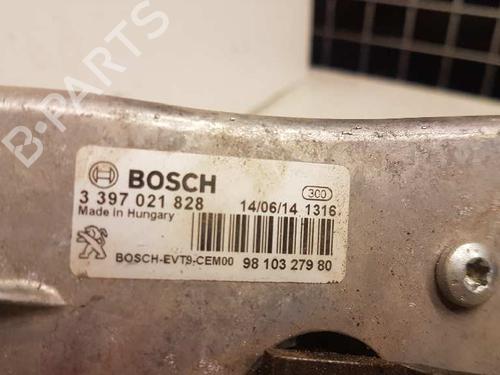 B-PARTS
BOSCH
300
3 397 021 828 14/06/14 1316
Made in Hungary
BOSCH-EVT9-CEM00 98 103 279 80